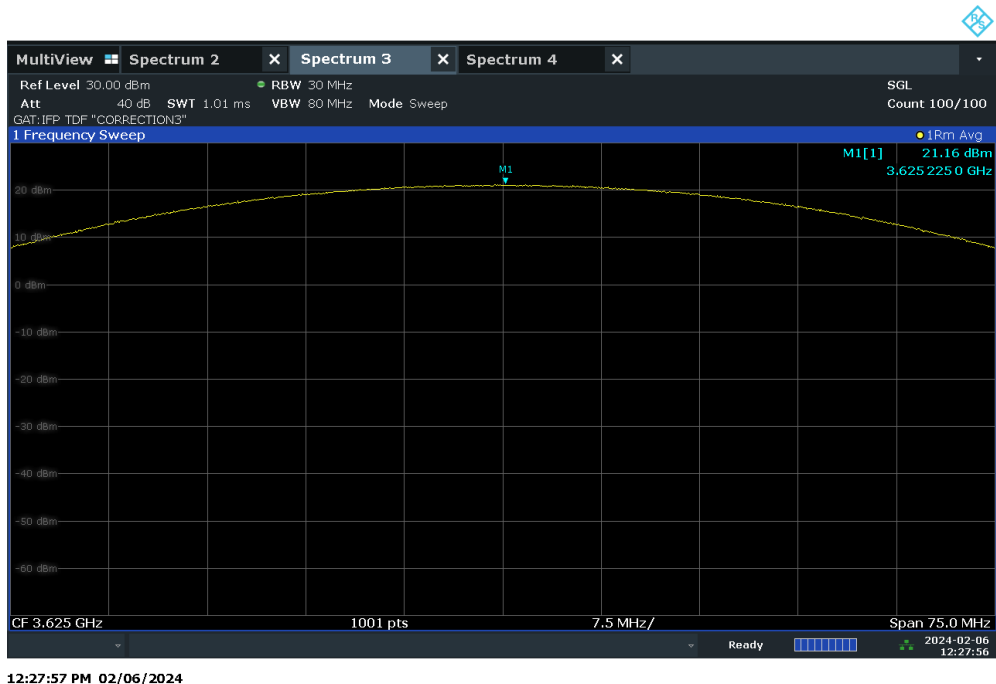 R&S
MultiView Spectrum 2 X Spectrum 3 X Spectrum 4 X
Ref Level 30.00 dBm RBW 30 MHz SGL
Att 40 dB SWT 1.01 ms VBW 80 MHz Mode Sweep Count 100/100
GAT:IFP TDF "CORRECTION3"
1 Frequency Sweep 1Rm Avg
M1[1] 21.16 dBm
3.625 225 0 GHz
M1
20 dBm
10 dBm
0 dBm
-10 dBm
-20 dBm
-30 dBm
-40 dBm
-50 dBm
-60 dBm
CF 3.625 GHz 1001 pts 7.5 MHz/ Span 75.0 MHz
Ready 2024-02-06
12:27:56
12:27:57 PM 02/06/2024